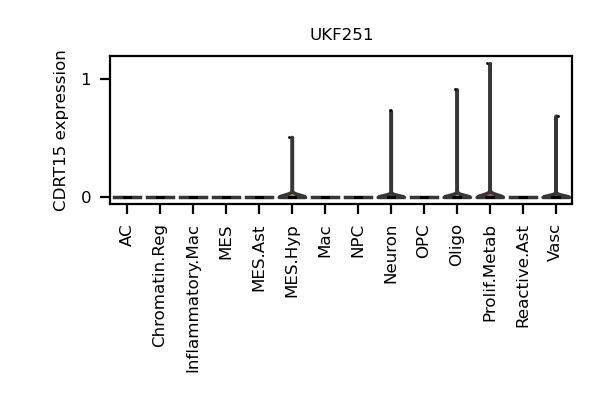 UKF251
CDRT15 expression
1
0
AC
Chromatin.Reg
Inflammatory.Mac
MES
MES.Ast
MES.Hyp
Mac
NPC
Neuron
OPC
Oligo
Prolif.Metab
Reactive.Ast
Vasc